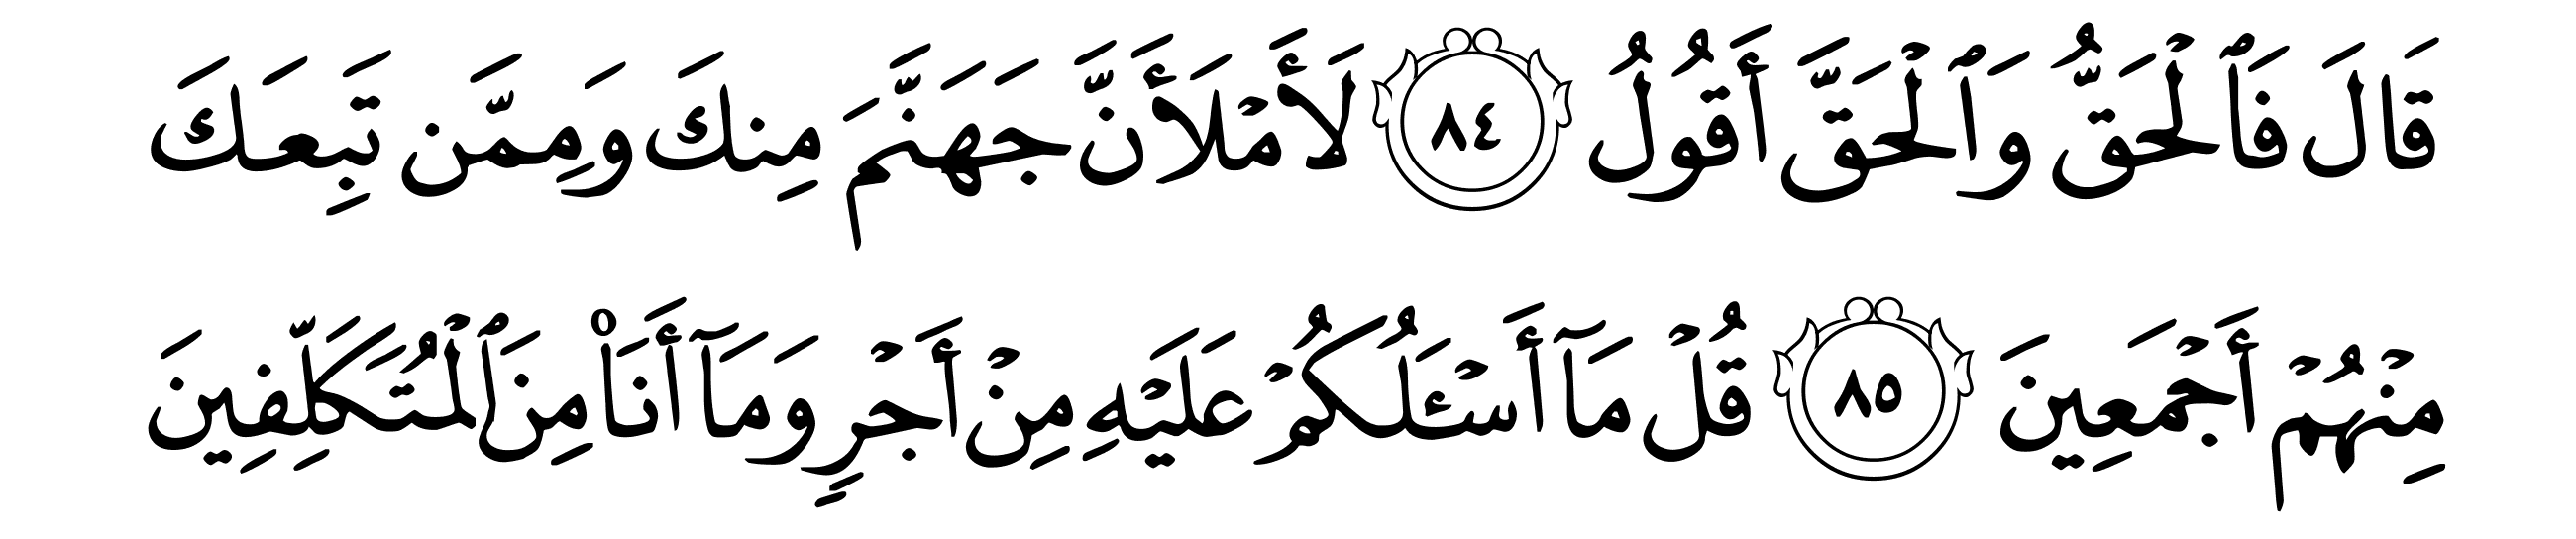 قَالَ فَٱلْحَقُّ وَٱلْحَقَّ أَقُولُ ٨٤ لَأَمْلَأَنَّ جَهَنَّمَ مِنكَ وَمِمَّن تَبِعَكَ
مِنْهُمْ أَجْمَعِينَ ٨٥ قُلْ مَآ أَسْـَٔلُكُمْ عَلَيْهِ مِنْ أَجْرٍ وَمَآ أَنَا۠ مِنَ ٱلْمُتَكَلِّفِينَ